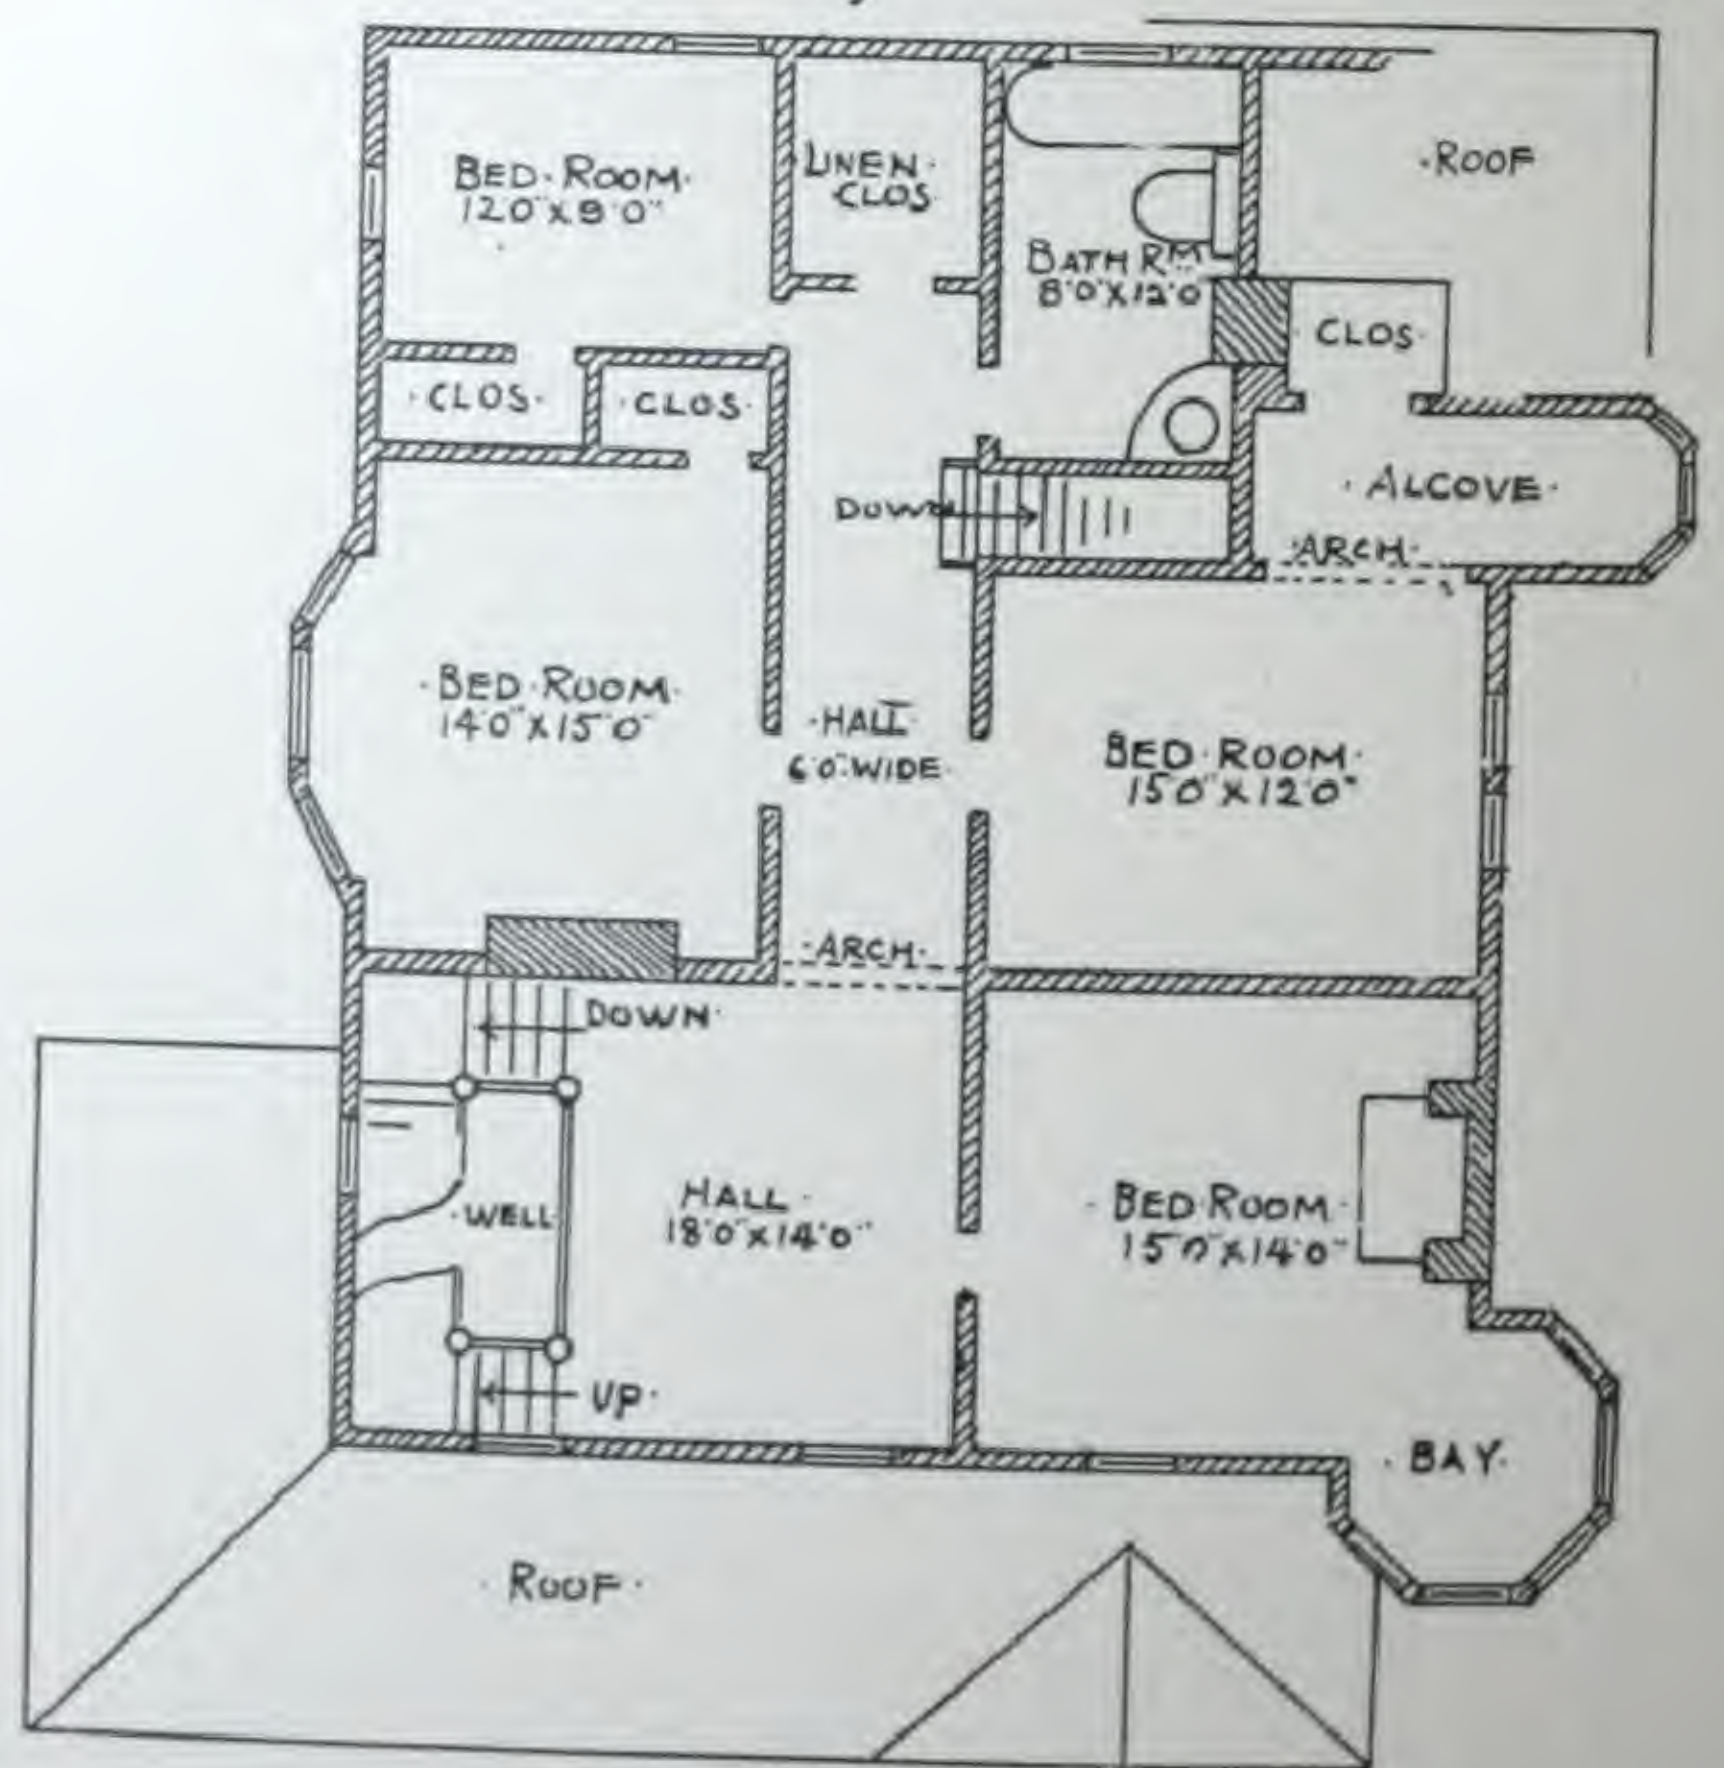 BED·ROOM·
12'0"X9'0"
LINEN·
CLOS
·ROOF
BATH RM
8'0"X12'0
CLOS·
·CLOS·
·CLOS·
·ALCOVE·
·ARCH·
DOWN
·BED·ROOM·
14'0"X15'0
·HALL·
6'0"·WIDE·
BED·ROOM·
15'0"X12'0"
·ARCH·
DOWN·
HALL·
18'0"X14'0"
·WELL
·BED·ROOM·
15'0"X14'0"
UP·
·BAY·
·ROOF·